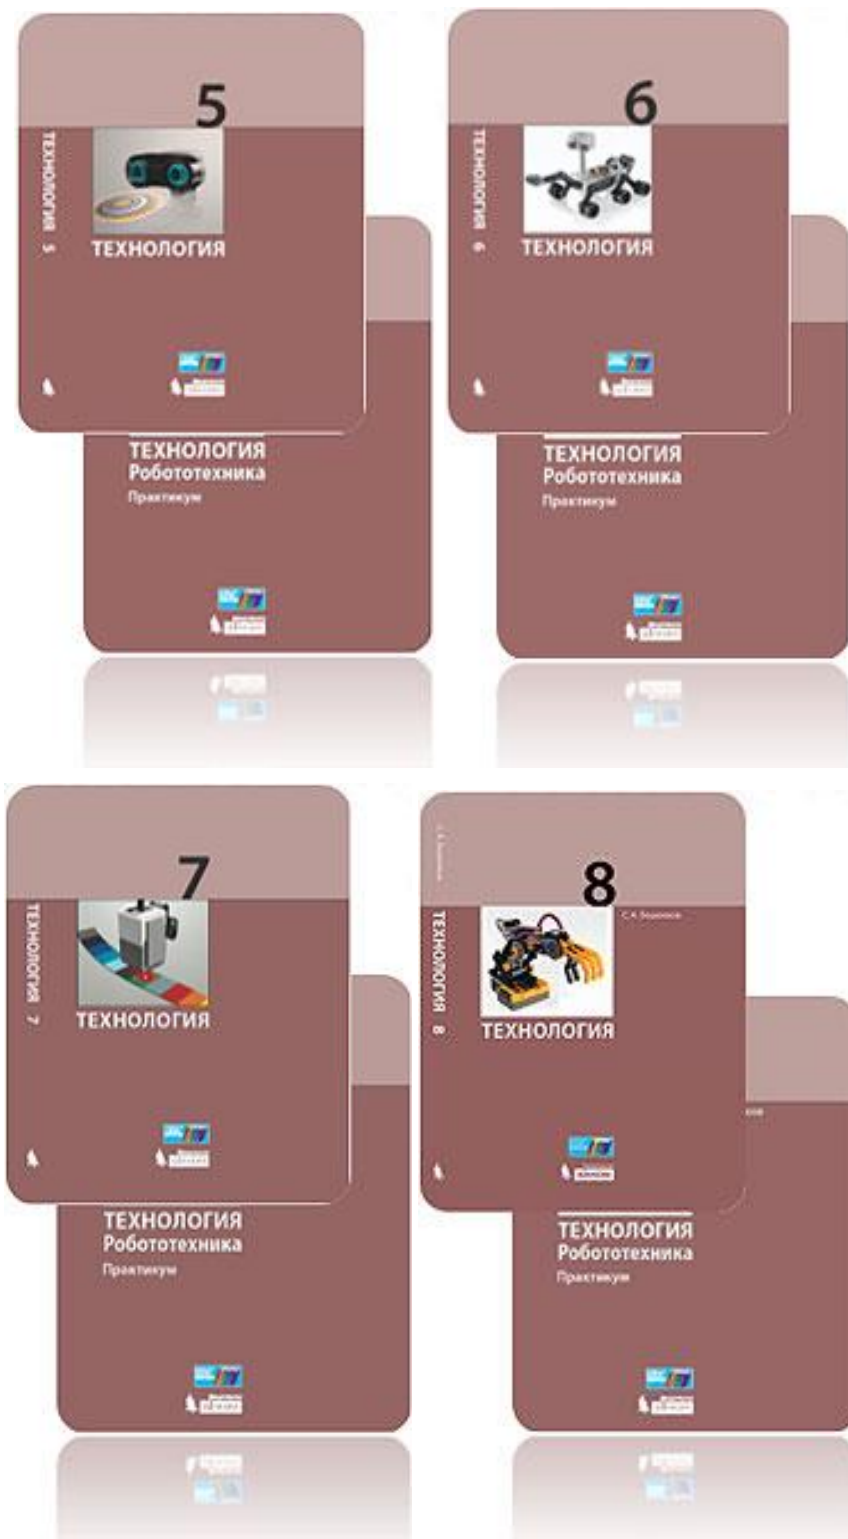 5
ТЕХНОЛОГИЯ 5
ТЕХНОЛОГИЯ
ТЕХНОЛОГИЯ
Робототехника
Практикум
6
ТЕХНОЛОГИЯ 6
ТЕХНОЛОГИЯ
ТЕХНОЛОГИЯ
Робототехника
Практикум
7
ТЕХНОЛОГИЯ 7
ТЕХНОЛОГИЯ
ТЕХНОЛОГИЯ
Робототехника
Практикум
8
ТЕХНОЛОГИЯ 8
ТЕХНОЛОГИЯ
ТЕХНОЛОГИЯ
Робототехника
Практикум